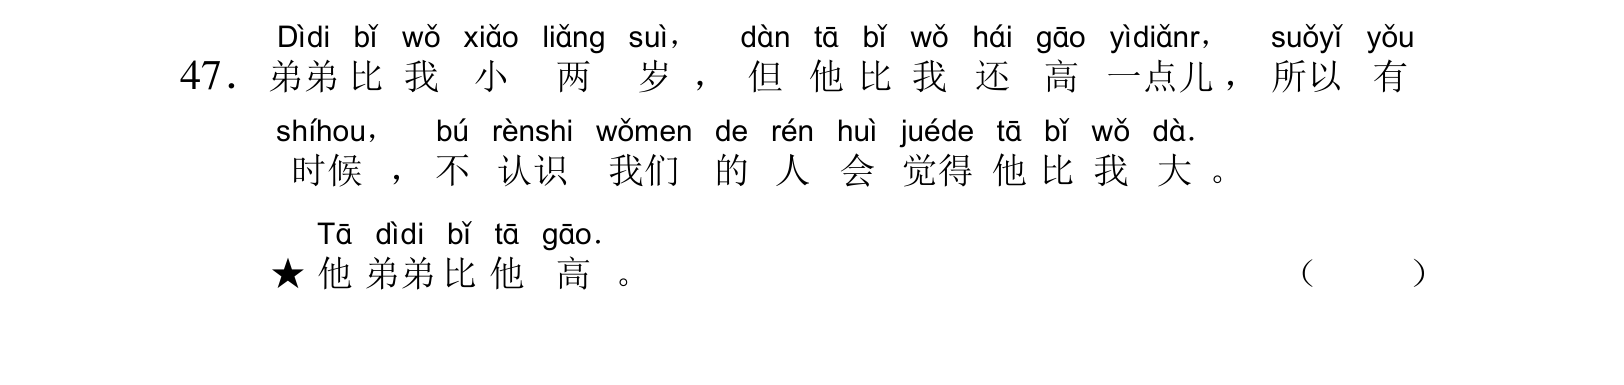 Dìdi bǐ wǒ xiǎo liǎng suì, dàn tā bǐ wǒ hái gāo yìdiǎnr, suǒyǐ yǒu
47. 弟弟 比 我 小 两 岁 , 但 他 比 我 还 高 一点儿 , 所以 有
shíhou, bú rènshi wǒmen de rén huì juéde tā bǐ wǒ dà.
时候 , 不 认识 我们 的 人 会 觉得 他 比 我 大 。
Tā dìdi bǐ tā gāo.
★ 他 弟弟 比 他 高 。 （ ）